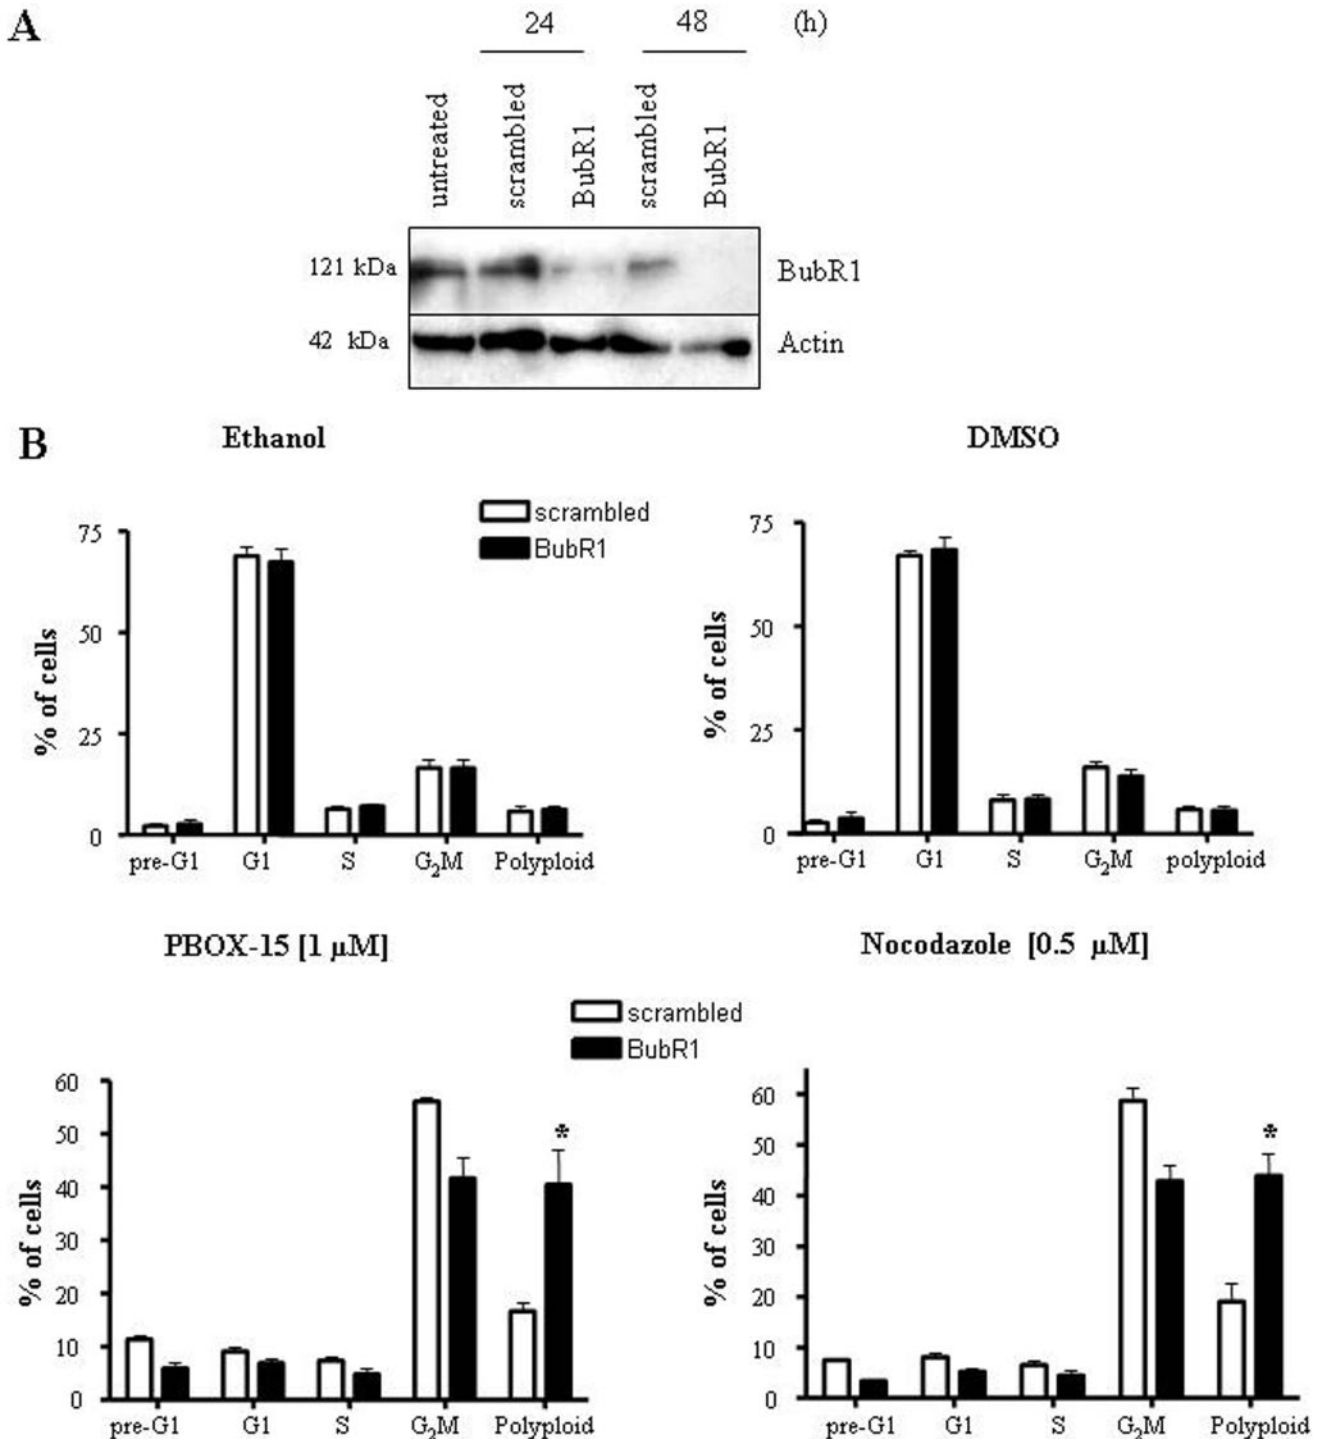 A
24 48 (h)
untreated scrambled BubR1 scrambled BubR1
121 kDa BubR1
42 kDa Actin
B
Ethanol DMSO
scrambled
BubR1
% of cells
75
50
25
0
pre-G1 G1 S G₂M Polyploid
% of cells
75
50
25
0
pre-G1 G1 S G₂M polyploid
PBOX-15 [1 µM] Nocodazole [0.5 µM]
scrambled
BubR1
% of cells
60
50
40
30
20
10
0
*
pre-G1 G1 S G₂M Polyploid
% of cells
60
50
40
30
20
10
0
*
pre-G1 G1 S G₂M Polyploid